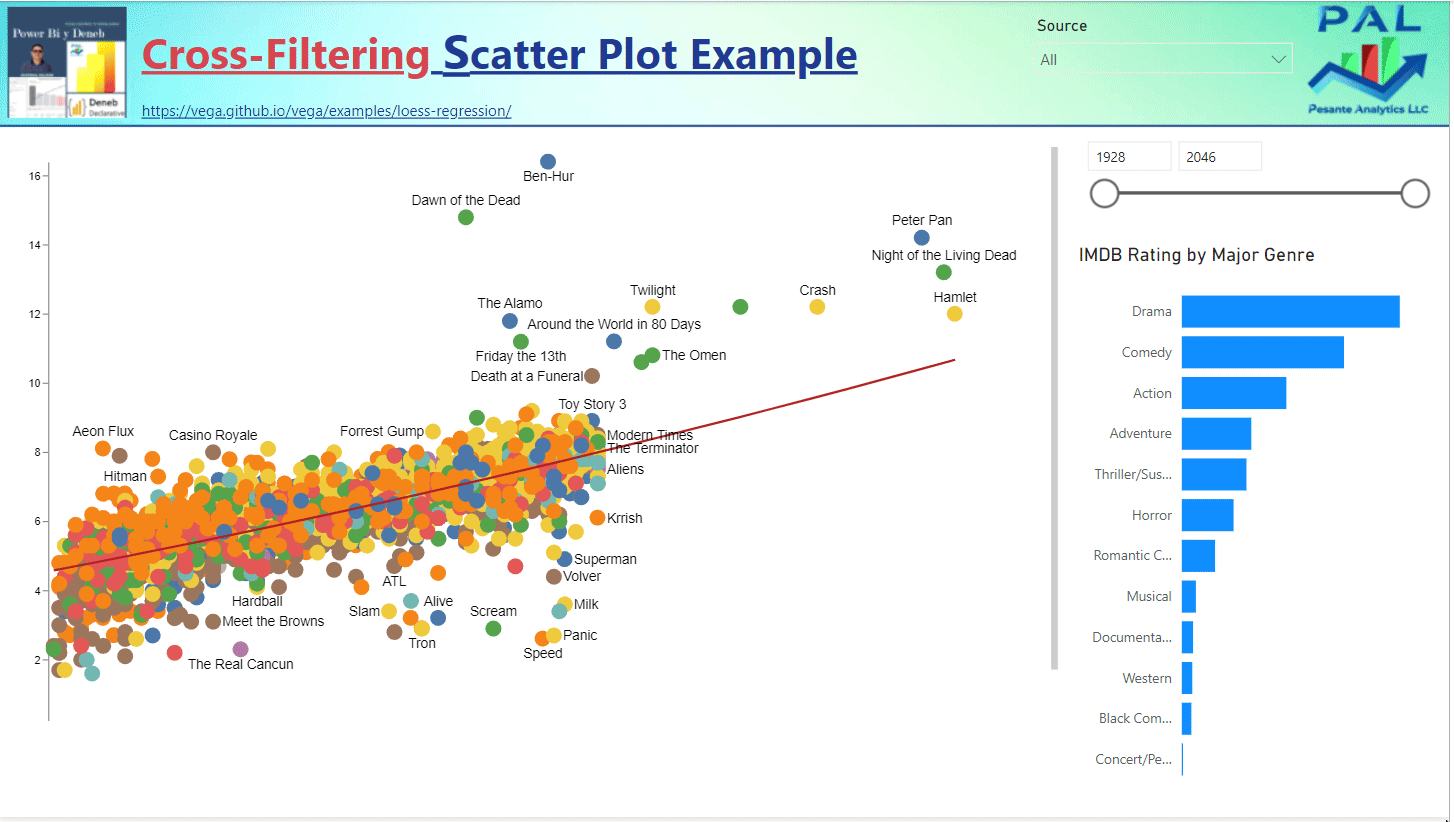 Power Bi y Deneb
Deneb
Declarative
Cross-Filtering Scatter Plot Example
https://vega.github.io/vega/examples/loess-regression/
Source
All
PAL
Pesante Analytics LLC
16
14
12
10
8
6
4
2
Ben-Hur
Dawn of the Dead
Peter Pan
Night of the Living Dead
Twilight
Crash
Hamlet
The Alamo
Around the World in 80 Days
Friday the 13th
The Omen
Death at a Funeral
Toy Story 3
Aeon Flux
Casino Royale
Forrest Gump
Modern Times
The Terminator
Hitman
Aliens
Krrish
Superman
ATL
Volver
Hardball
Slam
Alive
Scream
Milk
Meet the Browns
Tron
Panic
Speed
The Real Cancun
1928
2046
IMDB Rating by Major Genre
Drama
Comedy
Action
Adventure
Thriller/Sus...
Horror
Romantic C...
Musical
Documenta...
Western
Black Com...
Concert/Pe...